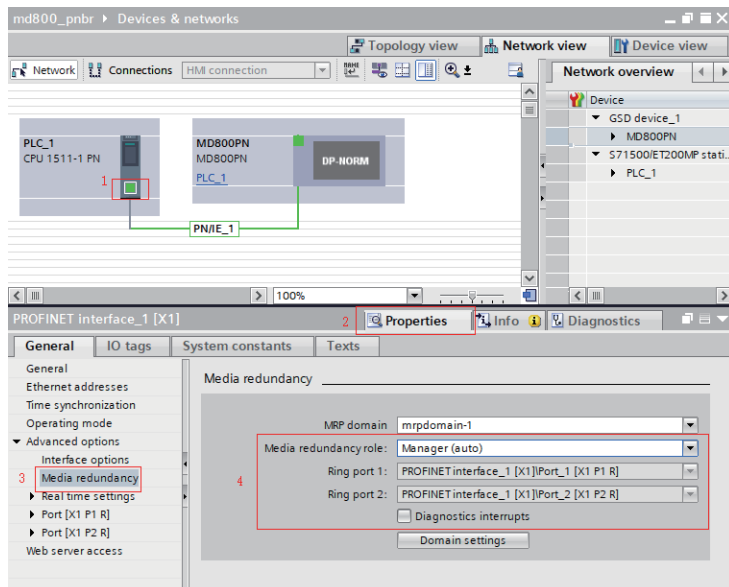 md800_pnbr ▸ Devices & networks
Topology view Network view Device view
Network Connections HMI connection Network overview
Device
GSD device_1
MD800PN
S71500/ET200MP stati..
PLC_1
PLC_1
CPU 1511-1 PN
1
MD800PN
MD800PN
PLC_1
DP-NORM
PN/IE_1
100%
PROFINET interface_1 [X1]
2 Properties Info Diagnostics
General IO tags System constants Texts
General
Ethernet addresses
Time synchronization
Operating mode
Advanced options
Interface options
3 Media redundancy
Real time settings
Port [X1 P1 R]
Port [X1 P2 R]
Web server access
Media redundancy
MRP domain mrpdomain-1
Media redundancy role: Manager (auto)
4
Ring port 1: PROFINET interface_1 [X1]\Port_1 [X1 P1 R]
Ring port 2: PROFINET interface_1 [X1]\Port_2 [X1 P2 R]
Diagnostics interrupts
Domain settings